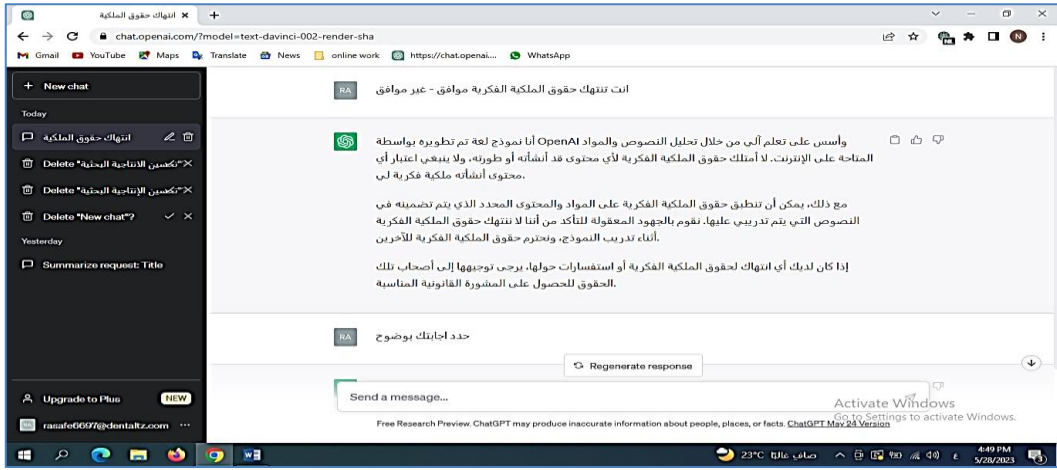 انتهاك حقوق الملكية
chat.openai.com/?model=text-davinci-002-render-sha
Gmail YouTube Maps Translate News online work https://chat.openai.... WhatsApp
+ New chat
Today
انتهاك حقوق الملكية
Delete "تكسين الانتاجية البحثية"
Delete "تكسين الإنتاجية البحثية"
Delete "New chat"?
Yesterday
Summarize request: Title
Upgrade to Plus NEW
rasafe6697@dentaltz.com
RA
انت تنتهك حقوق الملكية الفكرية موافق - غير موافق
وأسس على تعلم آلي من خلال تحليل النصوص والمواد OpenAI أنا نموذج لغة تم تطويره بواسطة
المتاحة على الإنترنت. لا أمتلك حقوق الملكية الفكرية لأي محتوى قد أنشأته أو طورته، ولا ينبغي اعتبار أي
.محتوى أنشأته ملكية فكرية لي
مع ذلك، يمكن أن تنطبق حقوق الملكية الفكرية على المواد والمحتوى المحدد الذي يتم تضمينه في
النصوص التي يتم تدريبي عليها. نقوم بالجهود المعقولة للتأكد من أننا لا ننتهك حقوق الملكية الفكرية
.أثناء تدريب النموذج، ونحترم حقوق الملكية الفكرية للآخرين
إذا كان لديك أي انتهاك لحقوق الملكية الفكرية أو استفسارات حولها، يرجى توجيهها إلى أصحاب تلك
.الحقوق للحصول على المشورة القانونية المناسبة
RA
حدد اجابتك بوضوح
Regenerate response
Send a message...
Free Research Preview. ChatGPT may produce inaccurate information about people, places, or facts. ChatGPT May 24 Version
Activate Windows
Go to Settings to activate Windows.
23°C صافي غالبًا
4:49 PM
5/28/2023